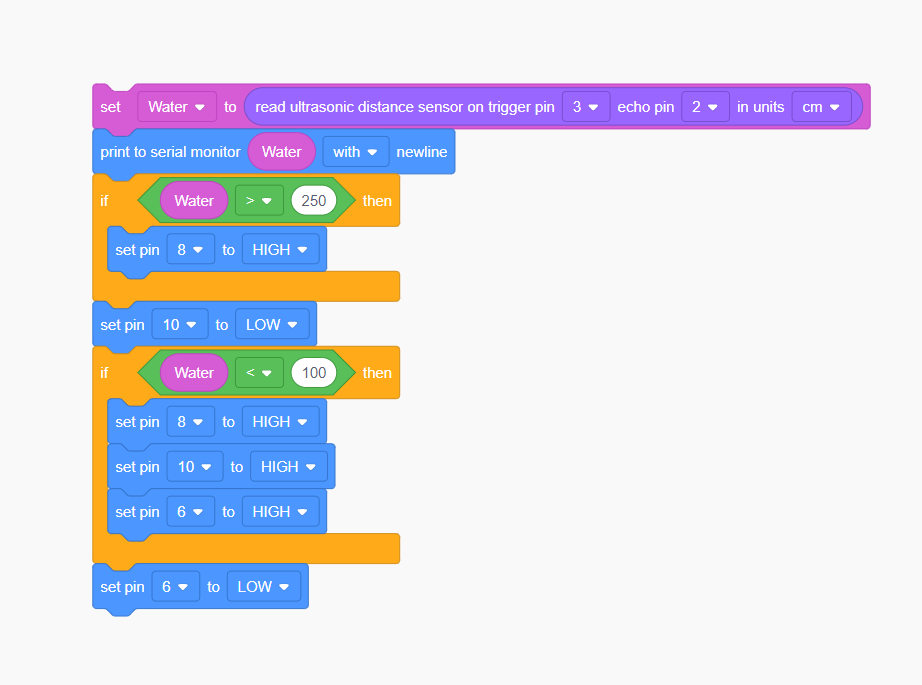 set Water to read ultrasonic distance sensor on trigger pin 3 echo pin 2 in units cm
print to serial monitor Water with newline
if Water > 250 then
set pin 8 to HIGH
set pin 10 to LOW
if Water < 100 then
set pin 8 to HIGH
set pin 10 to HIGH
set pin 6 to HIGH
set pin 6 to LOW